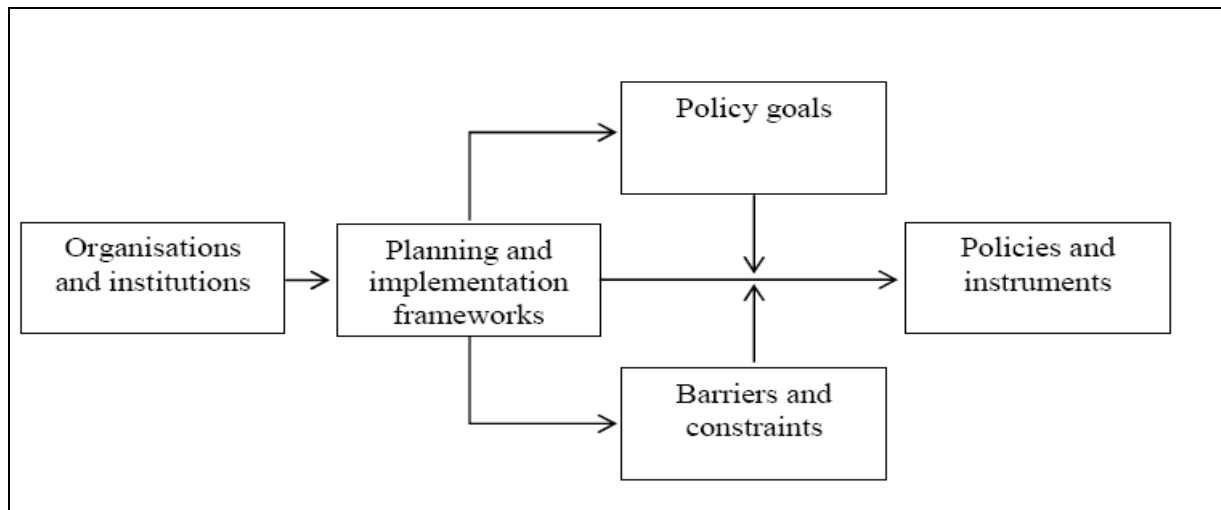 Policy goals
Organisations
and institutions
Planning and
implementation
frameworks
Policies and
instruments
Barriers and
constraints